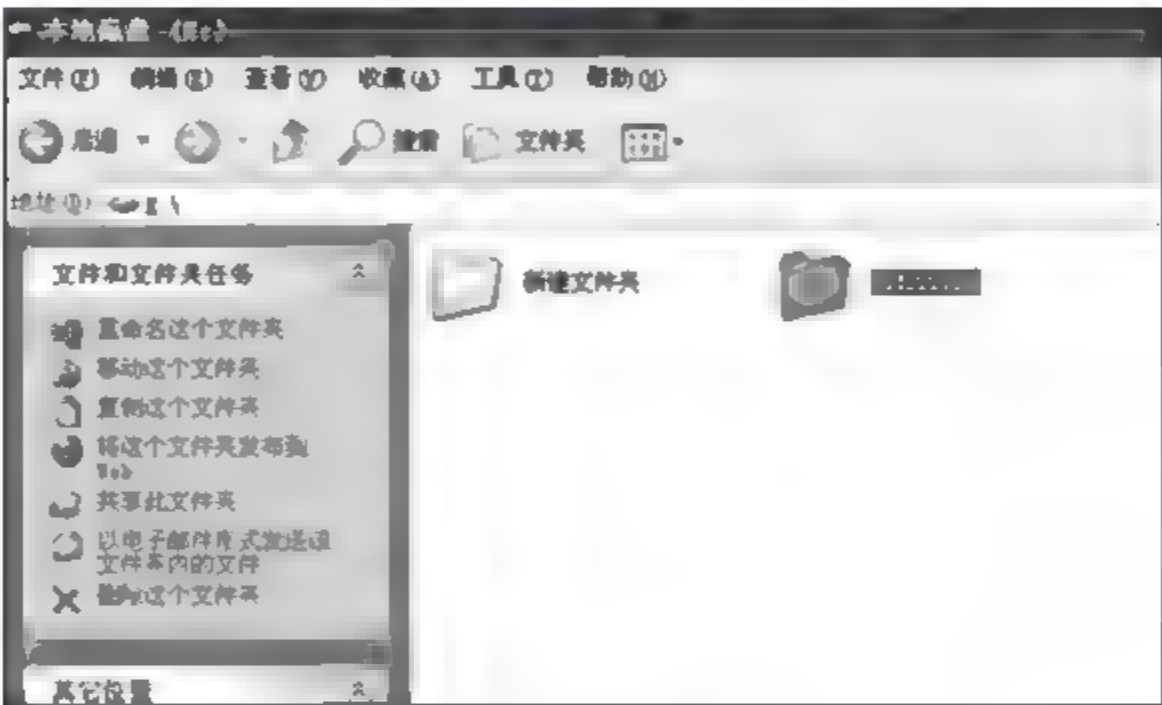 本地磁盘 (E:)
文件(F) 编辑(E) 查看(V) 收藏(A) 工具(T) 帮助(H)
后退 搜索 文件夹
地址(D) E:\
文件和文件夹任务
新建文件夹
重命名这个文件夹
移动这个文件夹
复制这个文件夹
将这个文件夹发布到
Web
共享此文件夹
以电子邮件形式发送该
文件夹内的文件
删除这个文件夹
其它位置